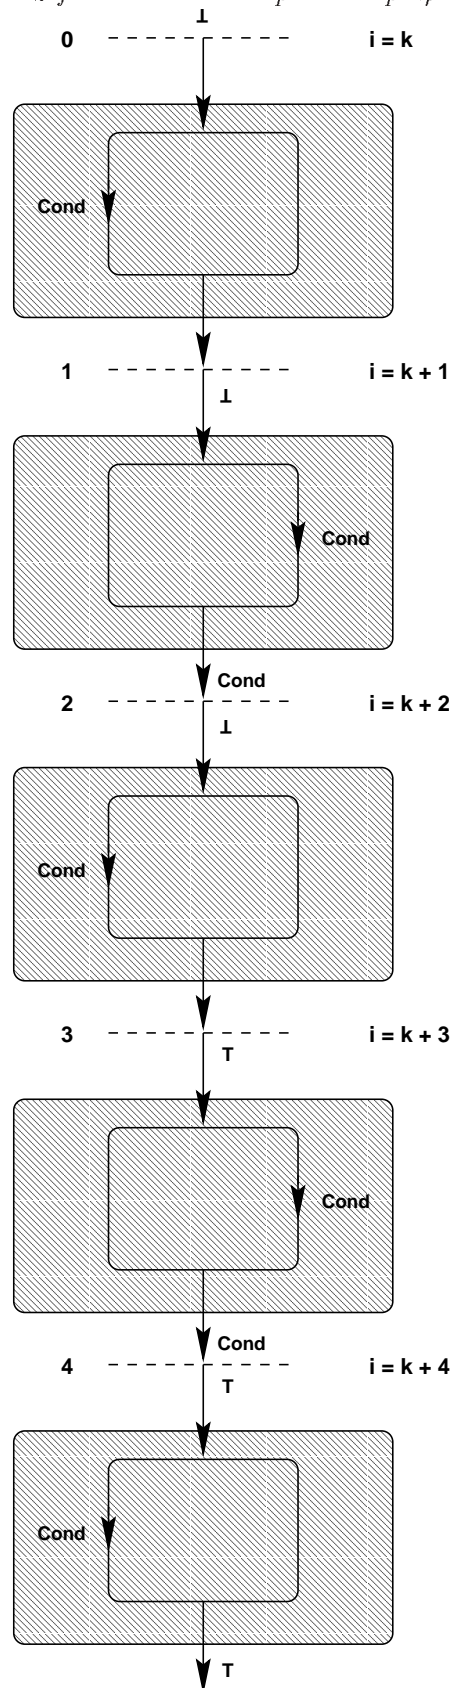 ⊥
0 i = k
Cond
1 i = k + 1
⊥
Cond
Cond
2 i = k + 2
⊥
Cond
3 i = k + 3
T
Cond
Cond
4 i = k + 4
T
Cond
T